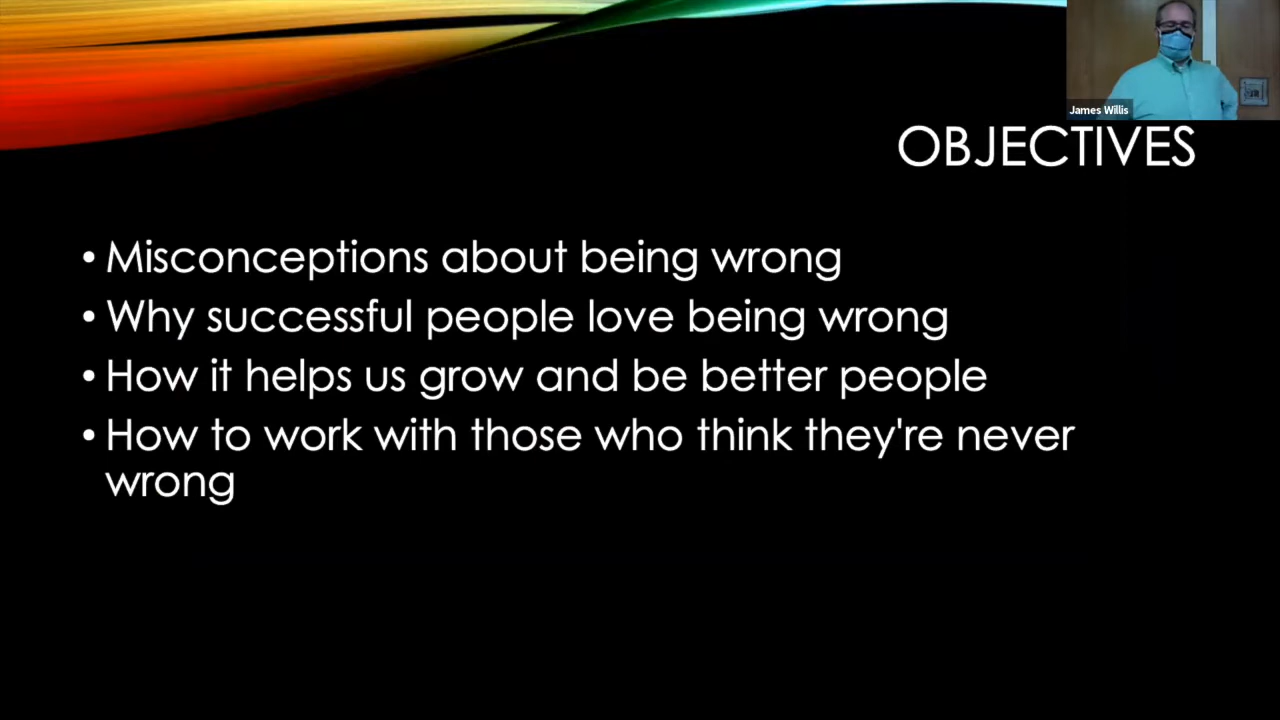 James Willis
OBJECTIVES
• Misconceptions about being wrong
• Why successful people love being wrong
• How it helps us grow and be better people
• How to work with those who think they're never
wrong